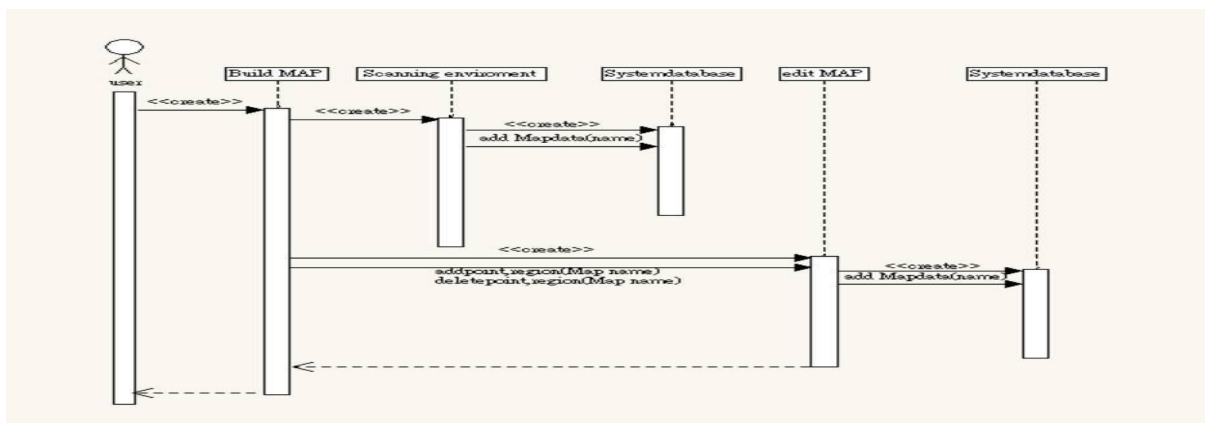 user
Build MAP
Scanning enviroment
Systemdatabase
edit MAP
Systemdatabase
<<create>>
<<create>>
<<create>>
add Mapdata(name)
<<create>>
addpoint,region(Map name)
deletepoint,region(Map name)
<<create>>
add Mapdata(name)